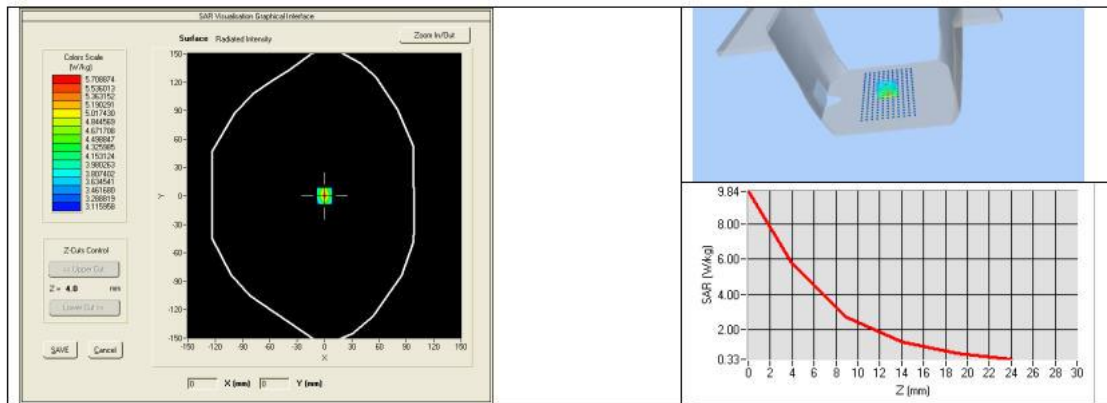 SAR Visualisation Graphical Interface
Surface Radiated Intensity
Zoom In/Out
Colors Scale
(W/kg)
5.708874
5.536013
5.363152
5.190291
5.017430
4.844569
4.671708
4.498847
4.325985
4.153124
3.980263
3.807402
3.634541
3.461680
3.288819
3.115958
Z-Cuts Control
<< Upper Cut
Z = 4.0 mm
Lower Cut >>
SAVE Cancel
150
120
90
60
30
Y 0
-30
-60
-90
-120
-150
-150 -120 -90 -60 -30 0 30 60 90 120 150
X
0 X (mm) 0 Y (mm)
9.84
8.00
6.00
4.00
2.00
0.33
SAR (W/kg)
0 2 4 6 8 10 12 14 16 18 20 22 24 26 28 30
Z (mm)